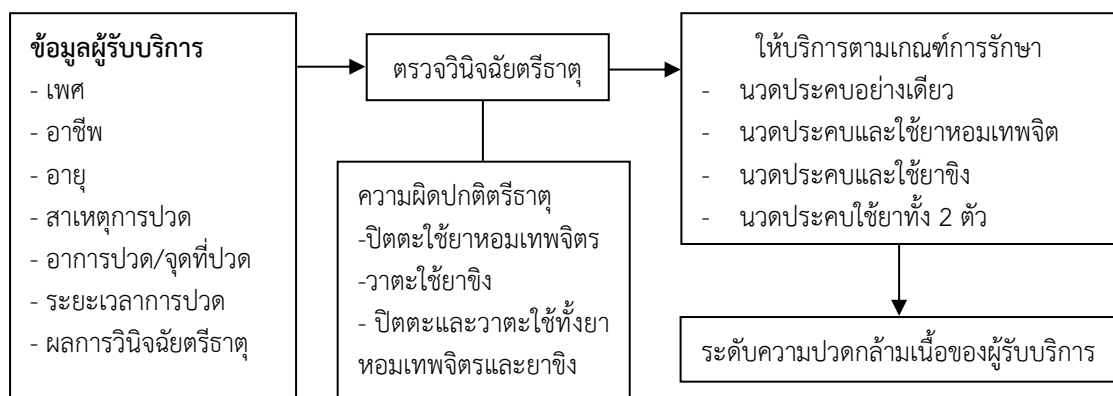 ข้อมูลผู้รับบริการ
- เพศ
- อาชีพ
- อายุ
- สาเหตุการปวด
- อาการปวด/จุดที่ปวด
- ระยะเวลาการปวด
- ผลการวินิจฉัยตรีธาตุ
ตรวจวินิจฉัยตรีธาตุ
ความผิดปกติตรีธาตุ
-ปิตตะใช้ยาหอมเทพจิตร
-วาตะใช้ยาขิง
- ปิตตะและวาตะใช้ทั้งยา
หอมเทพจิตรและยาขิง
ให้บริการตามเกณฑ์การรักษา
- นวดประคบอย่างเดียว
- นวดประคบและใช้ยาหอมเทพจิต
- นวดประคบและใช้ยาขิง
- นวดประคบใช้ยาทั้ง 2 ตัว
ระดับความปวดกล้ามเนื้อของผู้รับบริการ